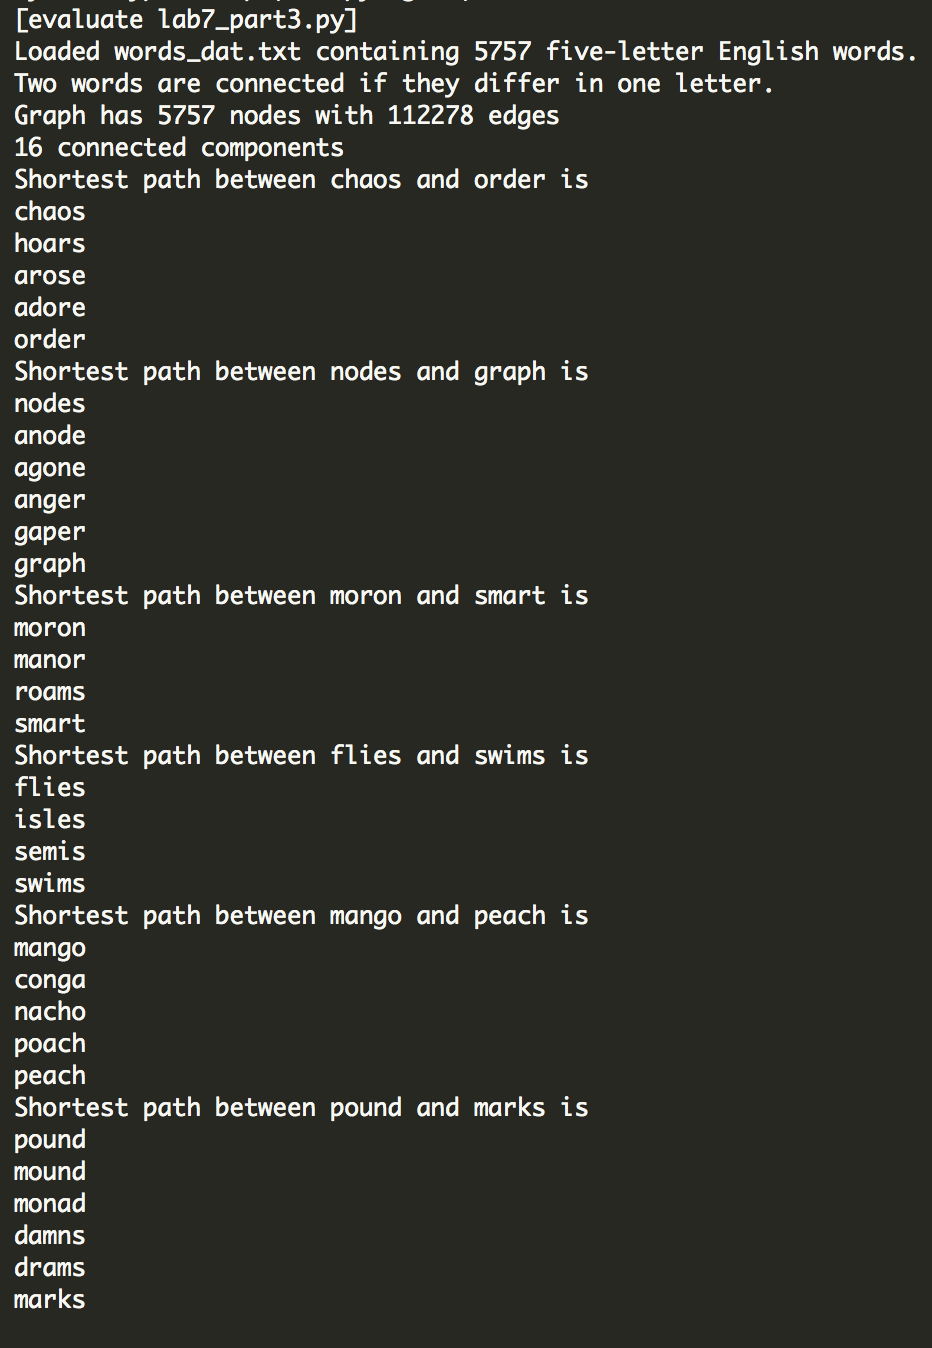 [evaluate lab7_part3.py]
Loaded words_dat.txt containing 5757 five-letter English words.
Two words are connected if they differ in one letter.
Graph has 5757 nodes with 112278 edges
16 connected components
Shortest path between chaos and order is
chaos
hoars
arose
adore
order
Shortest path between nodes and graph is
nodes
anode
agone
anger
gaper
graph
Shortest path between moron and smart is
moron
manor
roams
smart
Shortest path between flies and swims is
flies
isles
semis
swims
Shortest path between mango and peach is
mango
conga
nacho
poach
peach
Shortest path between pound and marks is
pound
mound
monad
damns
drams
marks